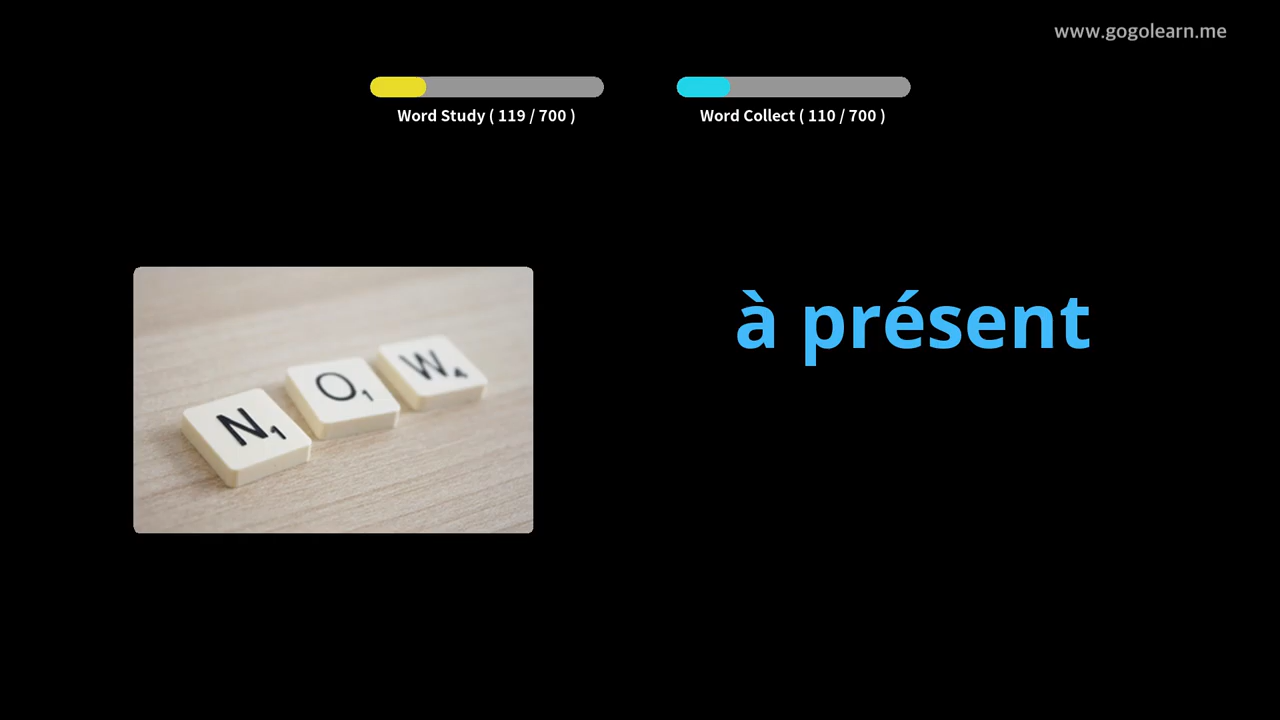 www.gogolearn.me
Word Study ( 119 / 700 )
Word Collect ( 110 / 700 )
à présent
N1 O1 W4